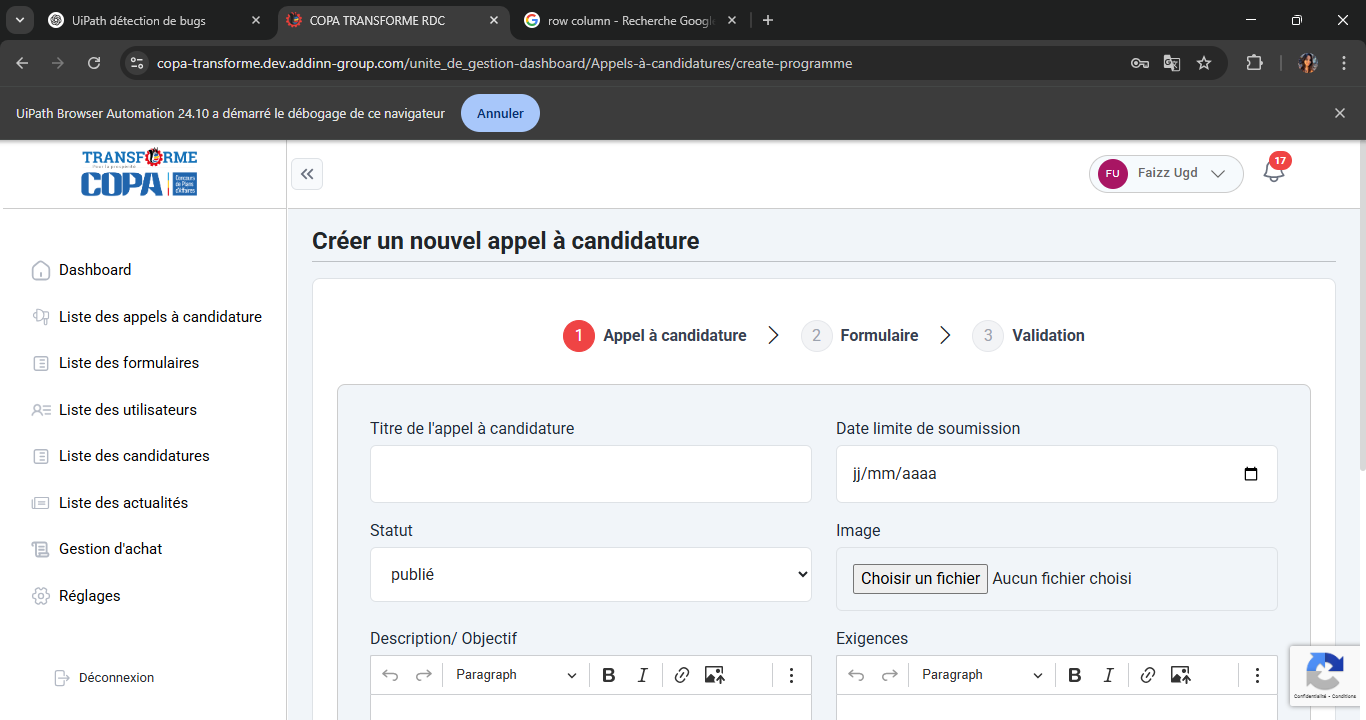 UiPath détection de bugs
COPA TRANSFORME RDC
row column - Recherche Googl
copa-transforme.dev.addinn-group.com/unite_de_gestion-dashboard/Appels-à-candidatures/create-programme
UiPath Browser Automation 24.10 a démarré le débogage de ce navigateur
Annuler
TRANSFORME
Pour la prospérité
COPA
Concours
de Plans
d'Affaires
FU
Faizz Ugd
17
Dashboard
Liste des appels à candidature
Liste des formulaires
Liste des utilisateurs
Liste des candidatures
Liste des actualités
Gestion d'achat
Réglages
Déconnexion
Créer un nouvel appel à candidature
1 Appel à candidature
2 Formulaire
3 Validation
Titre de l'appel à candidature
Date limite de soumission
jj/mm/aaaa
Statut
publié
Image
Choisir un fichier Aucun fichier choisi
Description/ Objectif
Paragraph
B I
Exigences
Paragraph
B I
Confidentialité - Conditions